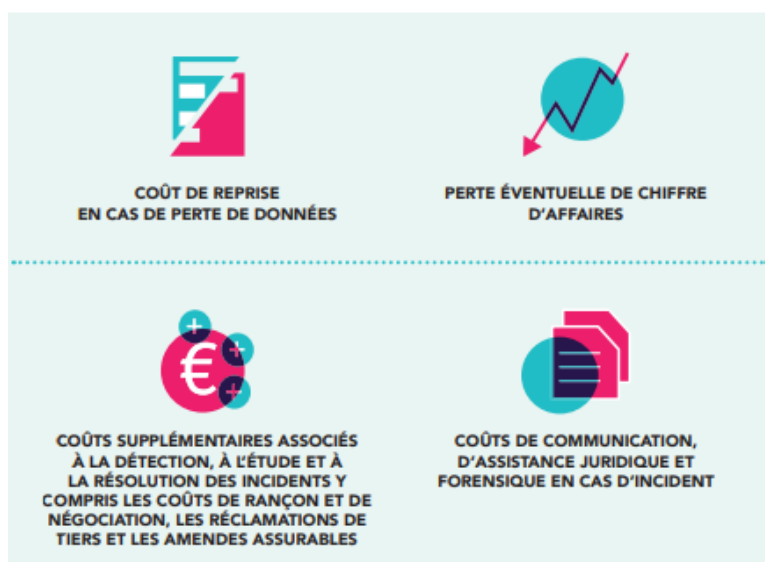 COÛT DE REPRISE
EN CAS DE PERTE DE DONNÉES
PERTE ÉVENTUELLE DE CHIFFRE
D'AFFAIRES
€
COÛTS SUPPLÉMENTAIRES ASSOCIÉS
À LA DÉTECTION, À L'ÉTUDE ET À
LA RÉSOLUTION DES INCIDENTS Y
COMPRIS LES COÛTS DE RANÇON ET DE
NÉGOCIATION, LES RÉCLAMATIONS DE
TIERS ET LES AMENDES ASSURABLES
COÛTS DE COMMUNICATION,
D'ASSISTANCE JURIDIQUE ET
FORENSIQUE EN CAS D'INCIDENT